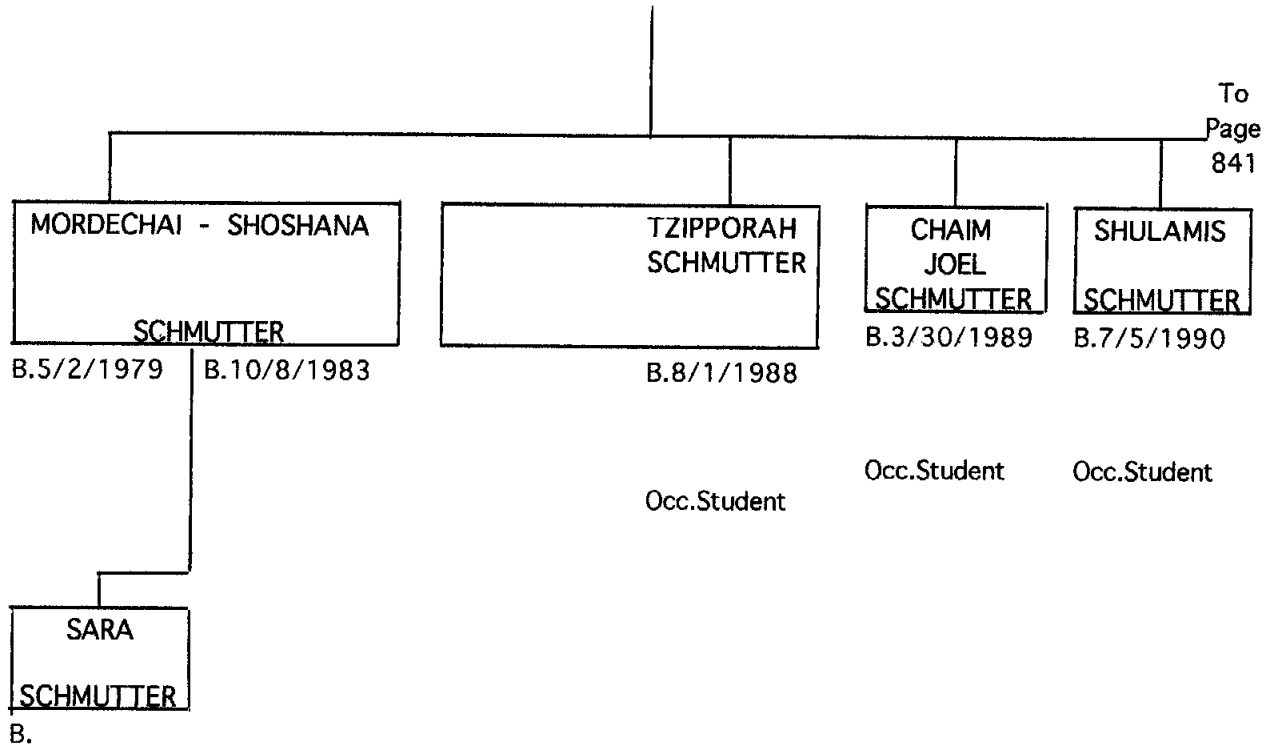 To
Page
841
MORDECHAI - SHOSHANA
SCHMUTTER
B.5/2/1979 B.10/8/1983
TZIPPORAH
SCHMUTTER
B.8/1/1988
Occ.Student
CHAIM
JOEL
SCHMUTTER
B.3/30/1989
Occ.Student
SHULAMIS
SCHMUTTER
B.7/5/1990
Occ.Student
SARA
SCHMUTTER
B.